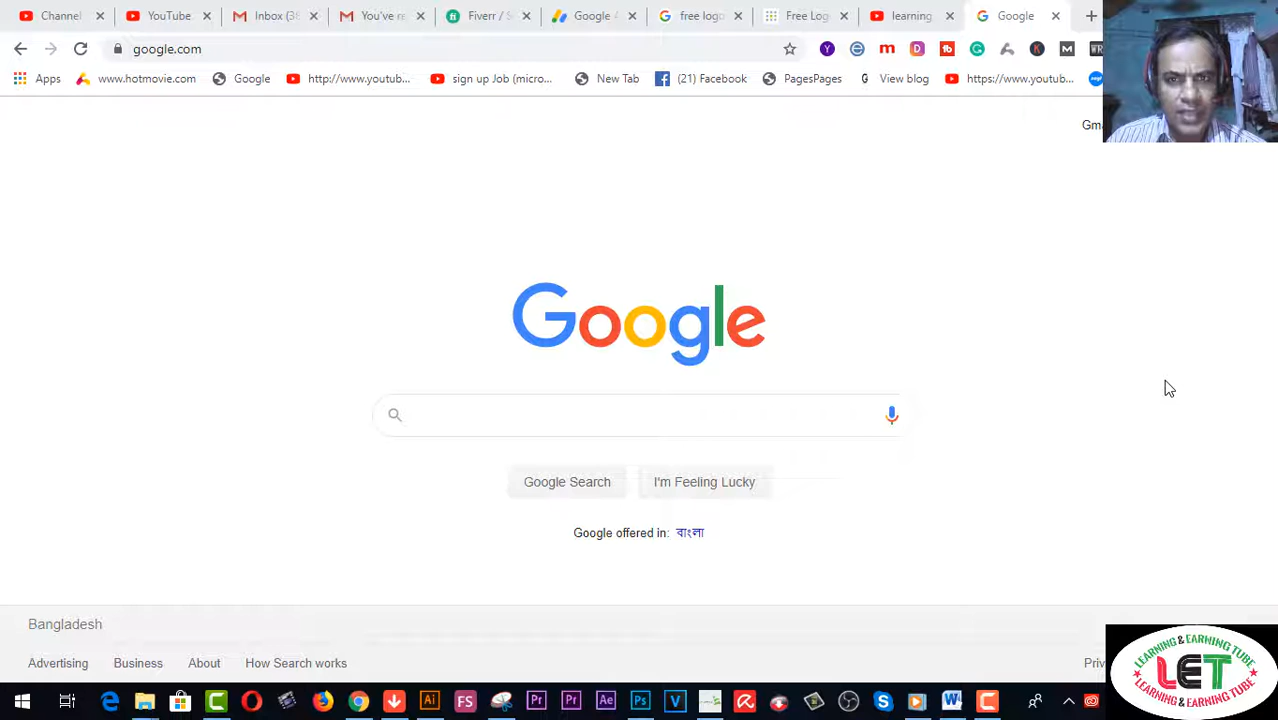 Channel
YouTube
Inbox (3
You've re
Fiverr / S
Google
free logo
Free Log
learning
Google
google.com
Apps
www.hotmovie.com
Google
http://www.youtub...
sign up Job (micro...
New Tab
(21) Facebook
PagesPages
View blog
https://www.youtub...
Gm
Google
Google Search
I'm Feeling Lucky
Google offered in: বাংলা
Bangladesh
Advertising
Business
About
How Search works
Priv
LEARNING & EARNING TUBE
LET
LEARNING & EARNING TUBE